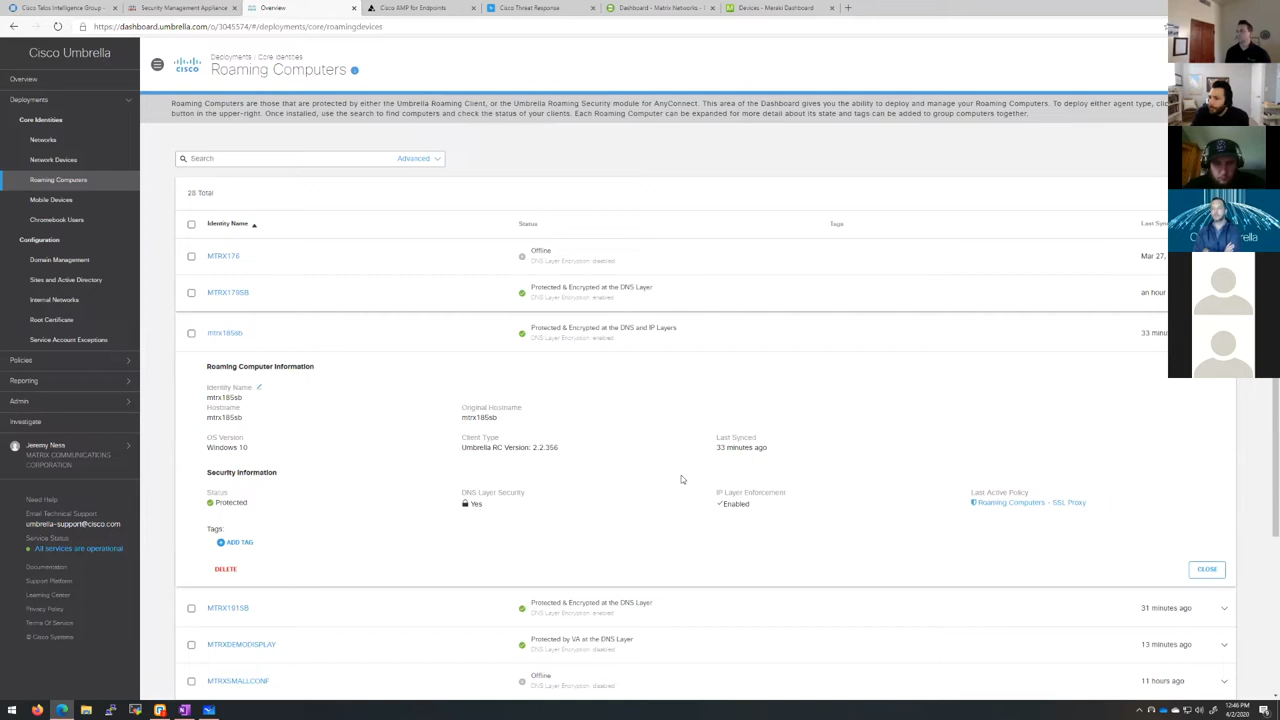 Cisco Talos Intelligence Group -
Security Management Appliance
Overview
Cisco AMP for Endpoints
Cisco Threat Response
Dashboard - Matrix Networks -
Devices - Meraki Dashboard
https://dashboard.umbrella.com/o/3045574/#/deployments/core/roamingdevices
Cisco Umbrella
Overview
Deployments
Core Identities
Networks
Network Devices
Roaming Computers
Mobile Devices
Chromebook Users
Configuration
Domain Management
Sites and Active Directory
Internal Networks
Root Certificate
Service Account Exceptions
Policies
Reporting
Admin
Investigate
Jeremy Ness
MATRIX COMMUNICATIONS
CORPORATION
Need Help
Email Technical Support
umbrella-support@cisco.com
Service Status
All services are operational
Documentation
Support Platform
Learning Center
Privacy Policy
Terms Of Service
© Cisco Systems
CISCO
Deployments / Core Identities
Roaming Computers
Roaming Computers are those that are protected by either the Umbrella Roaming Client, or the Umbrella Roaming Security module for AnyConnect. This area of the Dashboard gives you the ability to deploy and manage your Roaming Computers. To deploy either agent type, clic
button in the upper-right. Once installed, use the search to find computers and check the status of your clients. Each Roaming Computer can be expanded for more detail about its state and tags can be added to group computers together.
Search
Advanced
28 Total
Identity Name
Status
Tags
Last Sync
MTRX176
Offline
DNS Layer Encryption: disabled
Mar 27,
MTRX179SB
Protected & Encrypted at the DNS Layer
DNS Layer Encryption: enabled
an hour
mtrx185sb
Protected & Encrypted at the DNS and IP Layers
DNS Layer Encryption: enabled
33 minu
Roaming Computer Information
Identity Name
mtrx185sb
Hostname
mtrx185sb
Original Hostname
mtrx185sb
OS Version
Windows 10
Client Type
Umbrella RC Version: 2.2.356
Last Synced
33 minutes ago
Security Information
Status
Protected
DNS Layer Security
Yes
IP Layer Enforcement
Enabled
Last Active Policy
Roaming Computers - SSL Proxy
Tags:
ADD TAG
DELETE
CLOSE
MTRX191SB
Protected & Encrypted at the DNS Layer
DNS Layer Encryption: enabled
31 minutes ago
MTRXDEMODISPLAY
Protected by VA at the DNS Layer
DNS Layer Encryption: disabled
13 minutes ago
MTRXSMALLCONF
Offline
DNS Layer Encryption: disabled
11 hours ago
12:46 PM
4/2/2020